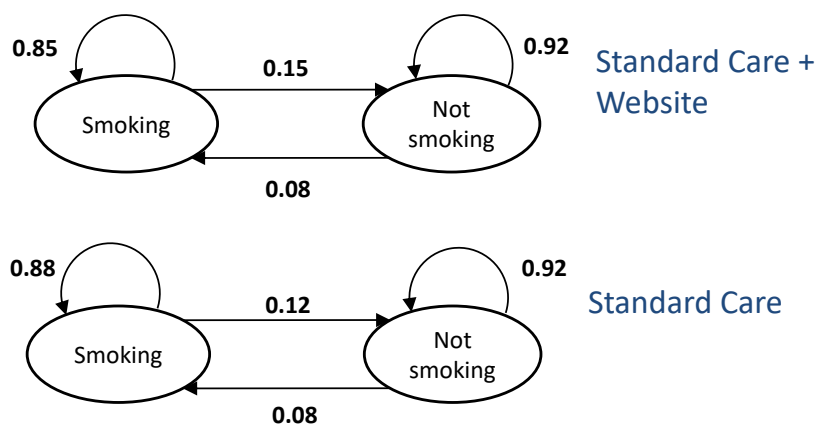 0.85
0.92
0.15
Standard Care +
Website
Smoking
Not
smoking
0.08
0.88
0.92
0.12
Standard Care
Smoking
Not
smoking
0.08